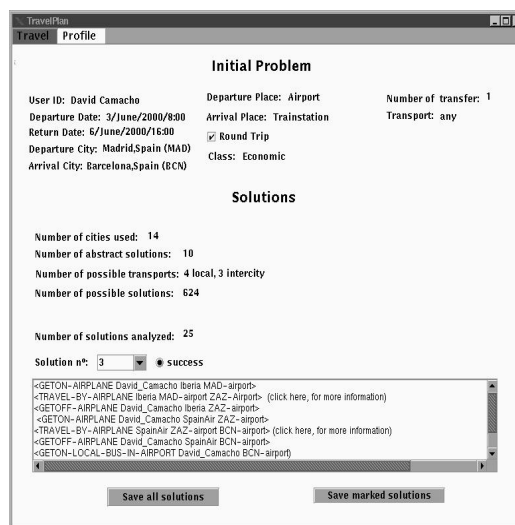 TravelPlan
Travel Profile
Initial Problem
User ID: David Camacho
Departure Date: 3/June/2000/8:00
Return Date: 6/June/2000/16:00
Departure City: Madrid,Spain (MAD)
Arrival City: Barcelona,Spain (BCN)
Departure Place: Airport
Arrival Place: Trainstation
Round Trip
Class: Economic
Number of transfer: 1
Transport: any
Solutions
Number of cities used: 14
Number of abstract solutions: 10
Number of possible transports: 4 local, 3 intercity
Number of possible solutions: 624
Number of solutions analyzed: 25
Solution nº: 3 success
<GETON-AIRPLANE David_Camacho Iberia MAD-airport>
<TRAVEL-BY-AIRPLANE Iberia MAD-airport ZAZ-Airport> (click here, for more information)
<GETOFF-AIRPLANE David_Camacho Iberia ZAZ-airport>
<GETON-AIRPLANE David_Camacho SpainAir ZAZ-airport>
<TRAVEL-BY-AIRPLANE SpainAir ZAZ-airport BCN-airport> (click here, for more information)
<GETOFF-AIRPLANE David_Camacho SpainAir BCN-airport>
<GETON-LOCAL-BUS-IN-AIRPORT David_Camacho BCN-airport)
Save all solutions
Save marked solutions